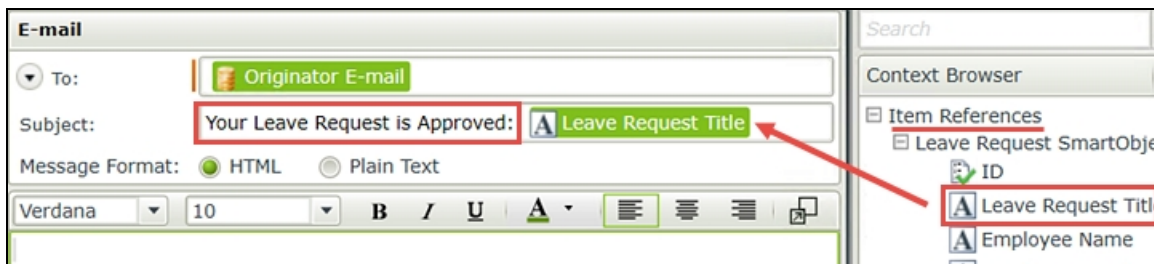 E-mail
To: Originator E-mail
Subject: Your Leave Request is Approved: A Leave Request Title
Message Format: HTML Plain Text
Verdana 10 B I U A
Search
Context Browser
Item References
Leave Request SmartObje
ID
A Leave Request Titl
A Employee Name